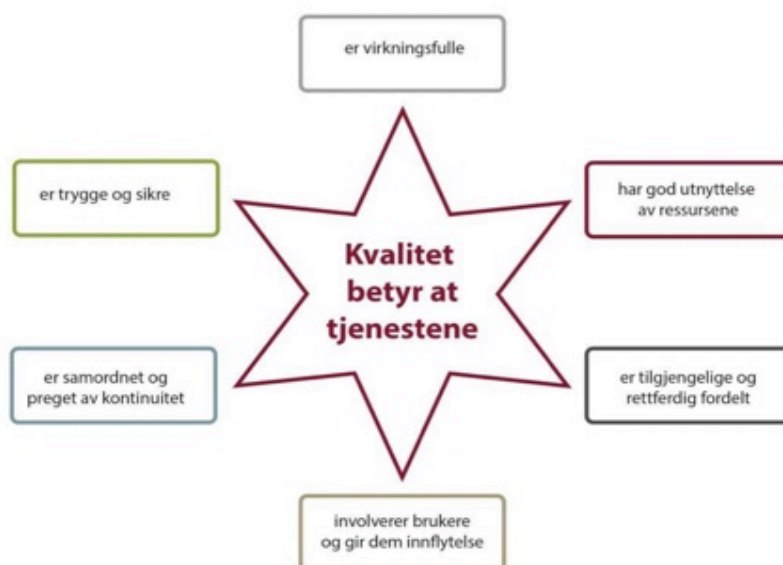 er virkningsfulle
er trygge og sikre
har god utnyttelse
av ressursene
Kvalitet
betyr at
tjenestene
er samordnet og
preget av kontinuitet
er tilgjengelige og
rettferdig fordelt
involverer brukere
og gir dem innflytelse